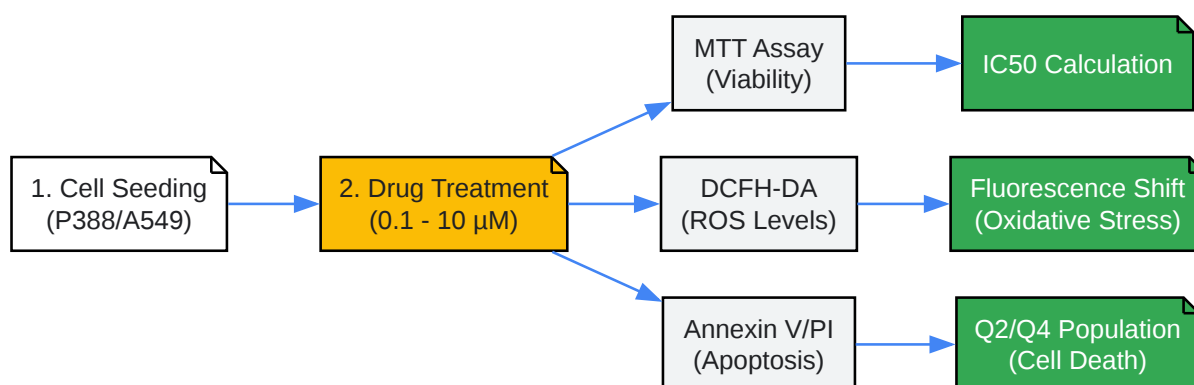 MTT Assay
(Viability)
IC50 Calculation
1. Cell Seeding
(P388/A549)
2. Drug Treatment
(0.1 - 10 µM)
DCFH-DA
(ROS Levels)
Fluorescence Shift
(Oxidative Stress)
Annexin V/PI
(Apoptosis)
Q2/Q4 Population
(Cell Death)